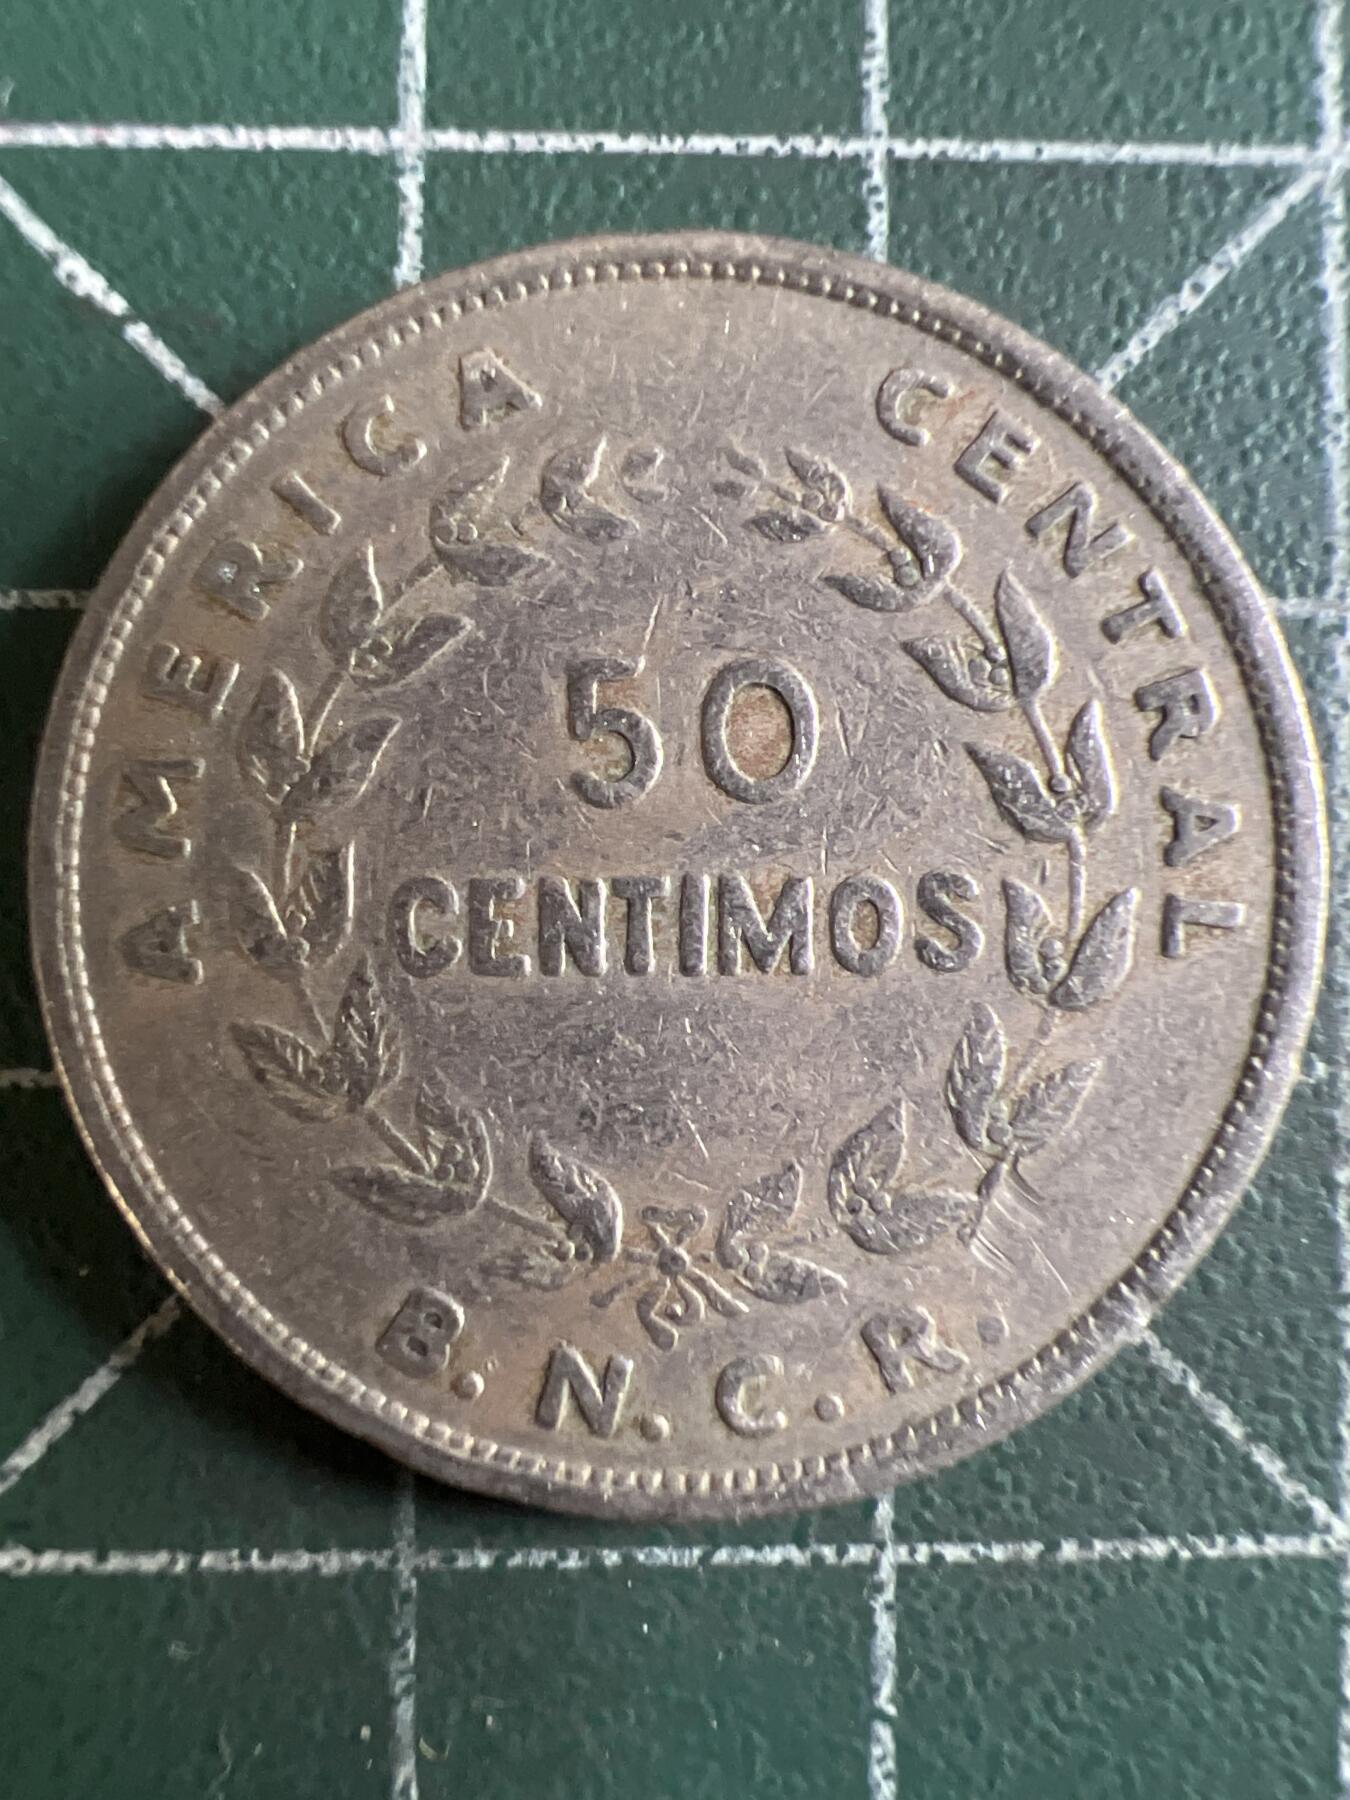 AMERICA CENTRAL
50
CENTIMOS
B. N. C. R.